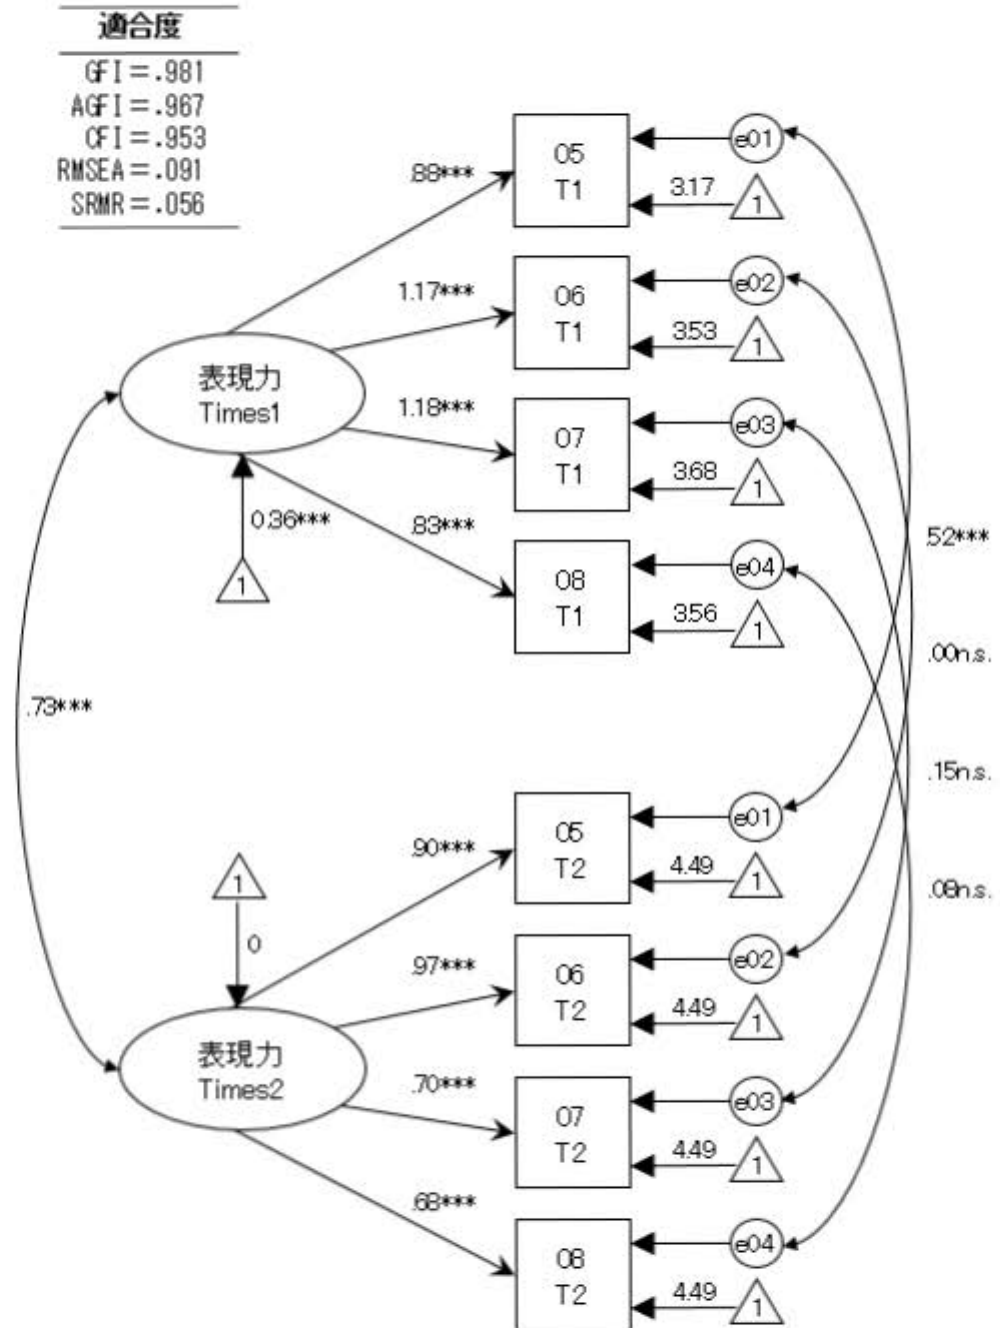 適合度
GFI=.981
AGFI=.967
CFI=.953
RMSEA=.091
SRMR=.056
.88***
05
T1
e01
3.17
1
1.17***
06
T1
e02
3.53
1
表現力
Times1
1.18***
07
T1
e03
3.68
1
0.36***
1
.83***
08
T1
e04
3.56
1
.52***
.00n.s.
.73***
.15n.s.
.08n.s.
.90***
05
T2
e01
4.49
1
1
0
.97***
06
T2
e02
4.49
1
表現力
Times2
.70***
07
T2
e03
4.49
1
.68***
08
T2
e04
4.49
1